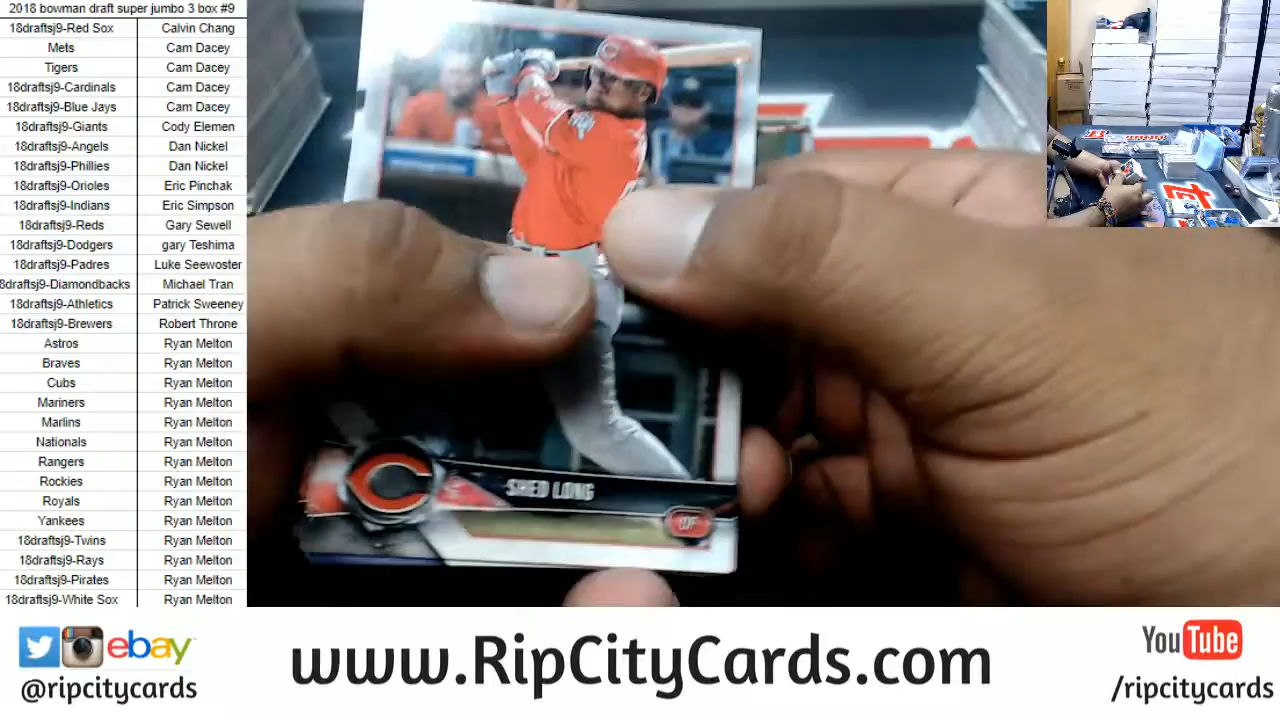 2018 bowman draft super jumbo 3 box #9
18draftsj9-Red Sox Calvin Chang
Mets Cam Dacey
Tigers Cam Dacey
18draftsj9-Cardinals Cam Dacey
18draftsj9-Blue Jays Cam Dacey
18draftsj9-Giants Cody Elemen
18draftsj9-Angels Dan Nickel
18draftsj9-Phillies Dan Nickel
18draftsj9-Orioles Eric Pinchak
18draftsj9-Indians Eric Simpson
18draftsj9-Reds Gary Sewell
18draftsj9-Dodgers gary Teshima
18draftsj9-Padres Luke Seewoster
8draftsj9-Diamondbacks Michael Tran
18draftsj9-Athletics Patrick Sweeney
18draftsj9-Brewers Robert Throne
Astros Ryan Melton
Braves Ryan Melton
Cubs Ryan Melton
Mariners Ryan Melton
Marlins Ryan Melton
Nationals Ryan Melton
Rangers Ryan Melton
Rockies Ryan Melton
Royals Ryan Melton
Yankees Ryan Melton
18draftsj9-Twins Ryan Melton
18draftsj9-Rays Ryan Melton
18draftsj9-Pirates Ryan Melton
18draftsj9-White Sox Ryan Melton
SHED LONG
ebay
@ripcitycards
www.RipCityCards.com
YouTube
/ripcitycards